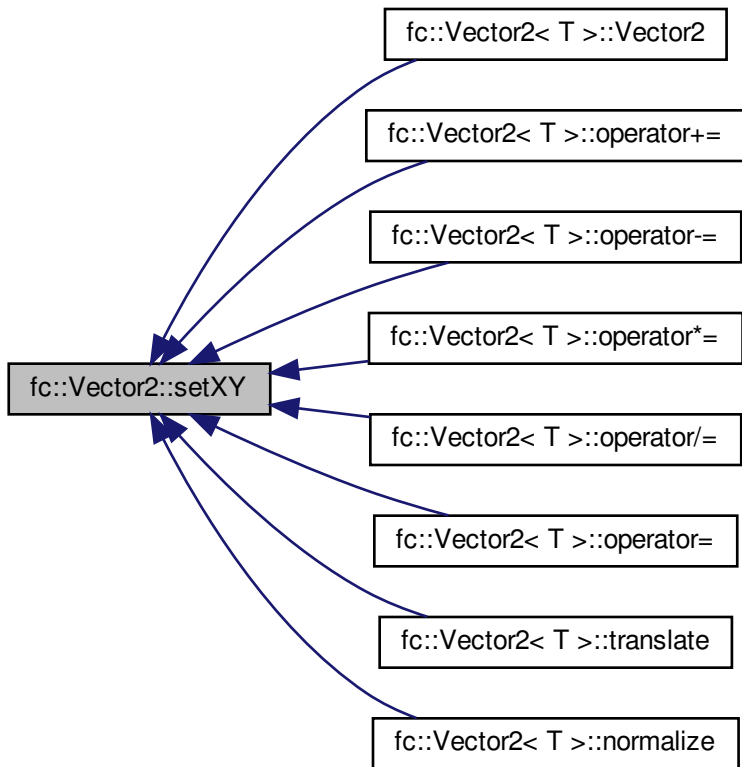 fc::Vector2< T >::Vector2
fc::Vector2< T >::operator+=
fc::Vector2< T >::operator-=
fc::Vector2< T >::operator*=
fc::Vector2::setXY
fc::Vector2< T >::operator/=
fc::Vector2< T >::operator=
fc::Vector2< T >::translate
fc::Vector2< T >::normalize